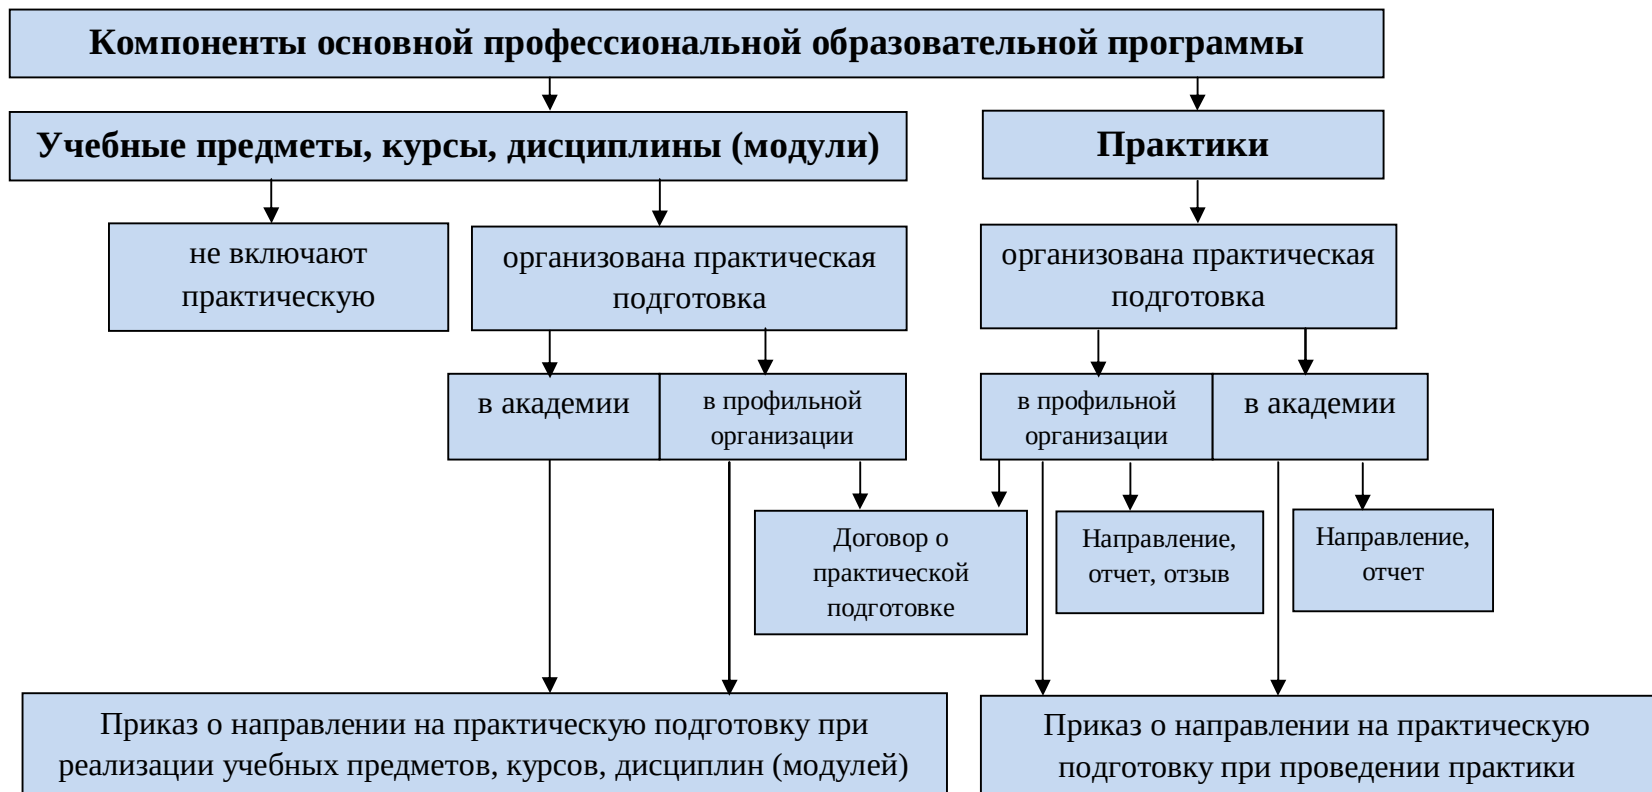 Компоненты основной профессиональной образовательной программы
Учебные предметы, курсы, дисциплины (модули)
Практики
не включают
практическую
организована практическая
подготовка
организована практическая
подготовка
в академии
в профильной
организации
в профильной
организации
в академии
Договор о
практической
подготовке
Направление,
отчет, отзыв
Направление,
отчет
Приказ о направлении на практическую подготовку при
реализации учебных предметов, курсов, дисциплин (модулей)
Приказ о направлении на практическую
подготовку при проведении практики